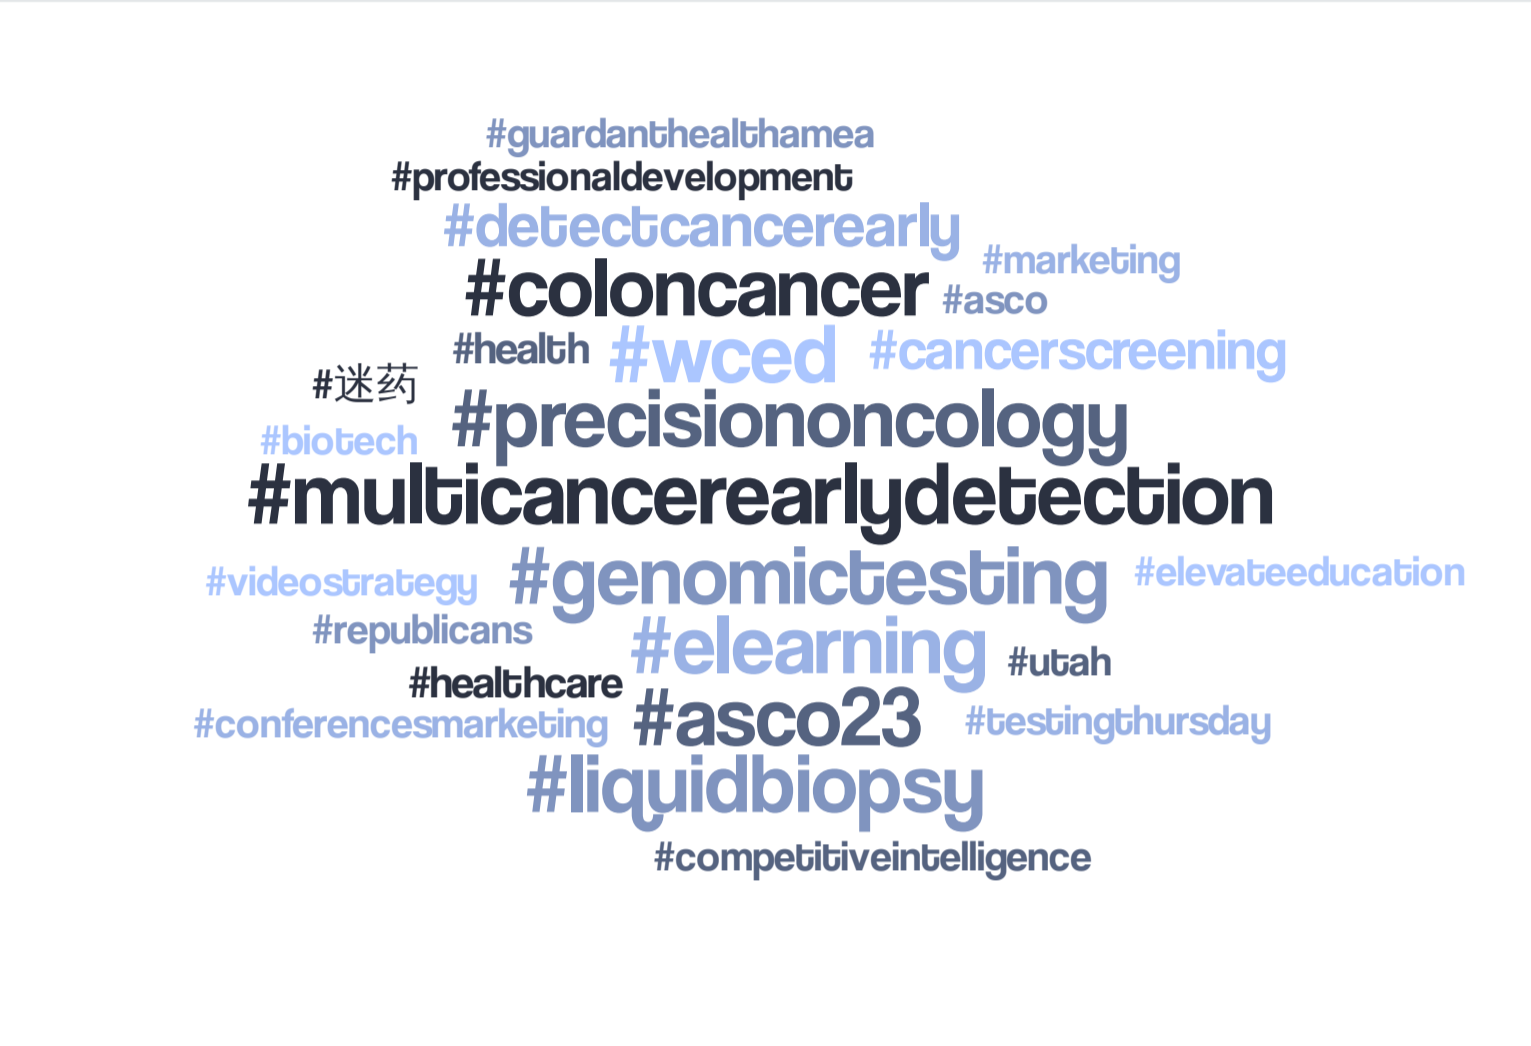 #guardanthealthamea
#professionaldevelopment
#detectcancerearly
#marketing
#coloncancer
#asco
#health
#wced
#cancerscreening
#迷药
#precisiononcology
#biotech
#multicancerearlydetection
#genomictesting
#elevateeducation
#videostrategy
#republicans
#elearning
#utah
#healthcare
#asco23
#testingthursday
#conferencesmarketing
#liquidbiopsy
#competitiveintelligence